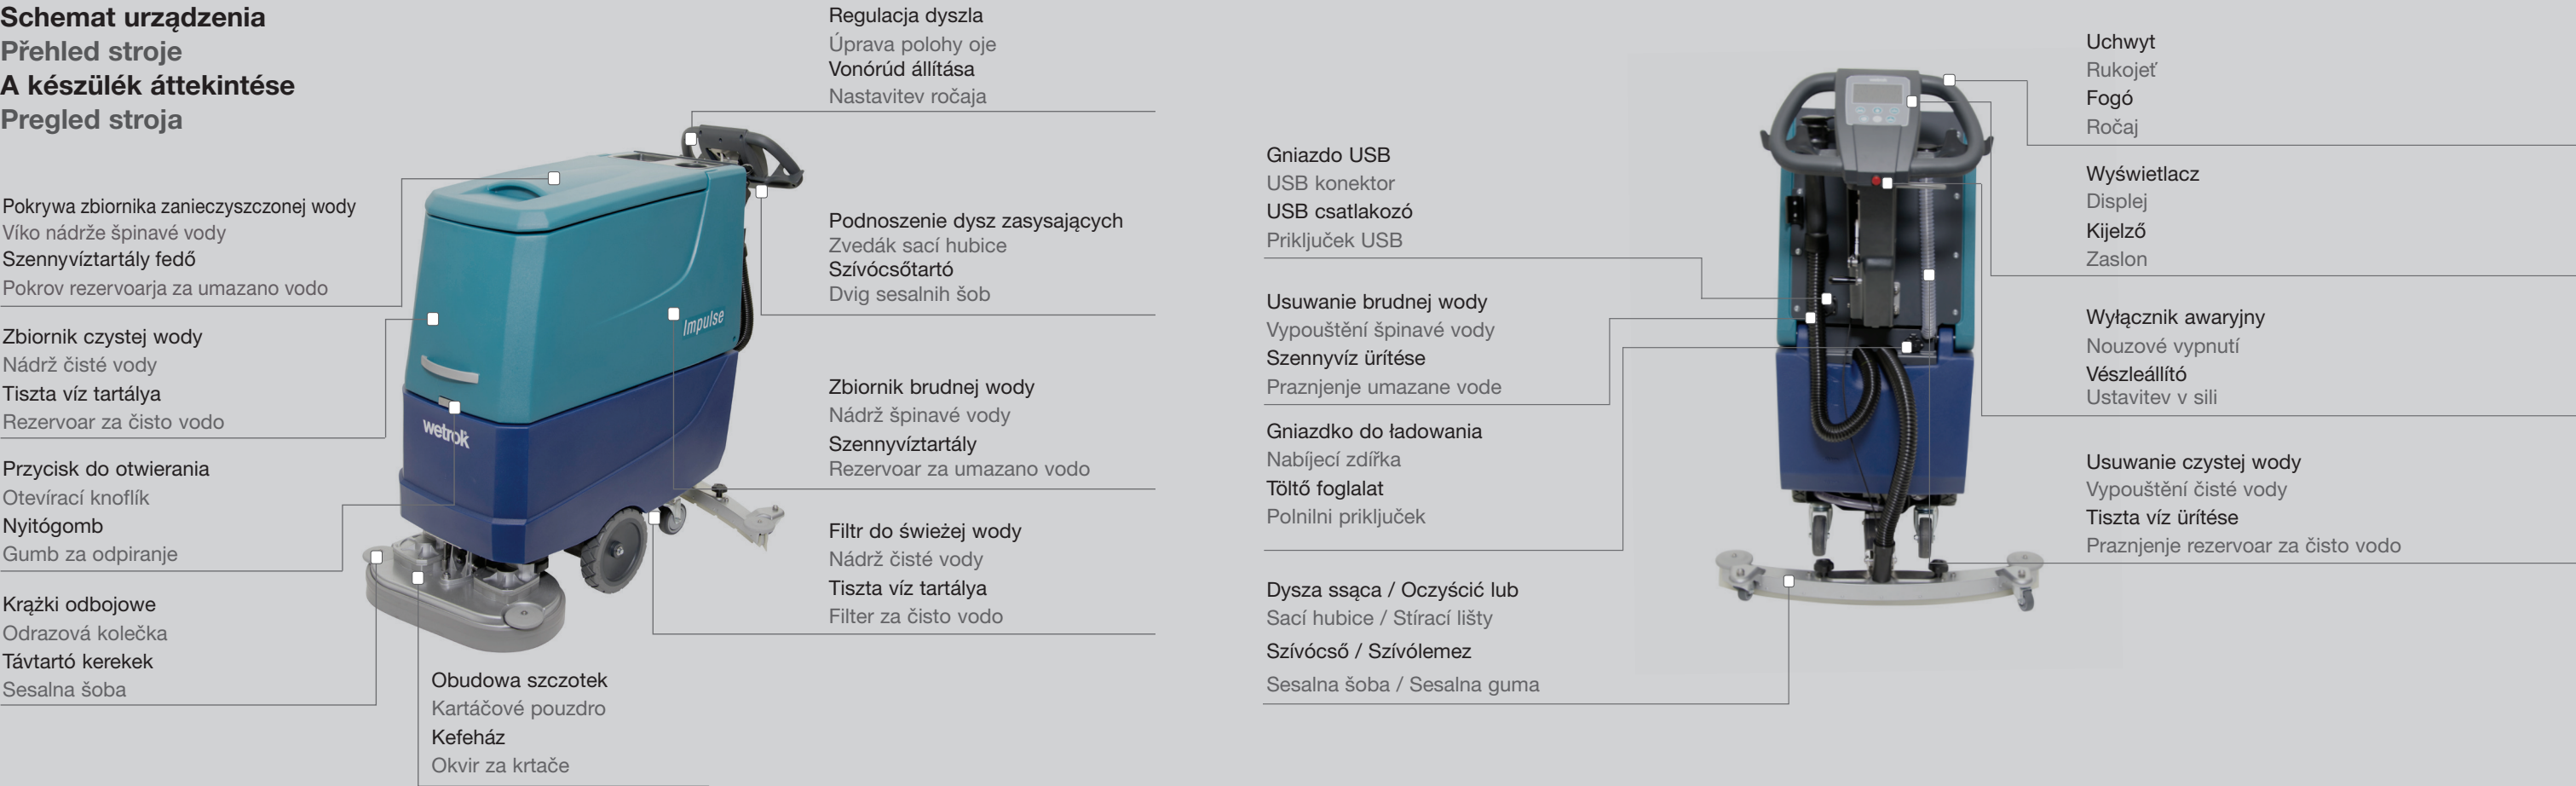 Schemat urządzenia
Přehled stroje
A készülék áttekintése
Pregled stroja
Pokrywa zbiornika zanieczyszczonej wody
Víko nádrže špinavé vody
Szennyvíztartály fedő
Pokrov rezervoarja za umazano vodo
Zbiornik czystej wody
Nádrž čisté vody
Tiszta víz tartálya
Rezervoar za čisto vodo
Przycisk do otwierania
Otevírací knoflík
Nyitógomb
Gumb za odpiranje
Krążki odbojowe
Odrazová kolečka
Távtartó kerekek
Sesalna šoba
Obudowa szczotek
Kartáčové pouzdro
Kefeház
Okvir za krtače
Impulse
wetrok
Regulacja dyszla
Úprava polohy oje
Vonórúd állítása
Nastavitev ročaja
Podnoszenie dysz zasysających
Zvedák sací hubice
Szívócsőtartó
Dvig sesalnih šob
Zbiornik brudnej wody
Nádrž špinavé vody
Szennyvíztartály
Rezervoar za umazano vodo
Filtr do świeżej wody
Nádrž čisté vody
Tiszta víz tartálya
Filter za čisto vodo
Gniazdo USB
USB konektor
USB csatlakozó
Priključek USB
Usuwanie brudnej wody
Vypouštění špinavé vody
Szennyvíz ürítése
Praznjenje umazane vode
Gniazdko do ładowania
Nabíjecí zdířka
Töltő foglalat
Polnilni priključek
Dysza ssąca / Oczyścić lub
Sací hubice / Stírací lišty
Szívócső / Szívólemez
Sesalna šoba / Sesalna guma
Uchwyt
Rukojeť
Fogó
Ročaj
Wyświetlacz
Displej
Kijelző
Zaslon
Wyłącznik awaryjny
Nouzové vypnutí
Vészleállító
Ustavitev v sili
Usuwanie czystej wody
Vypouštění čisté vody
Tiszta víz ürítése
Praznjenje rezervoar za čisto vodo